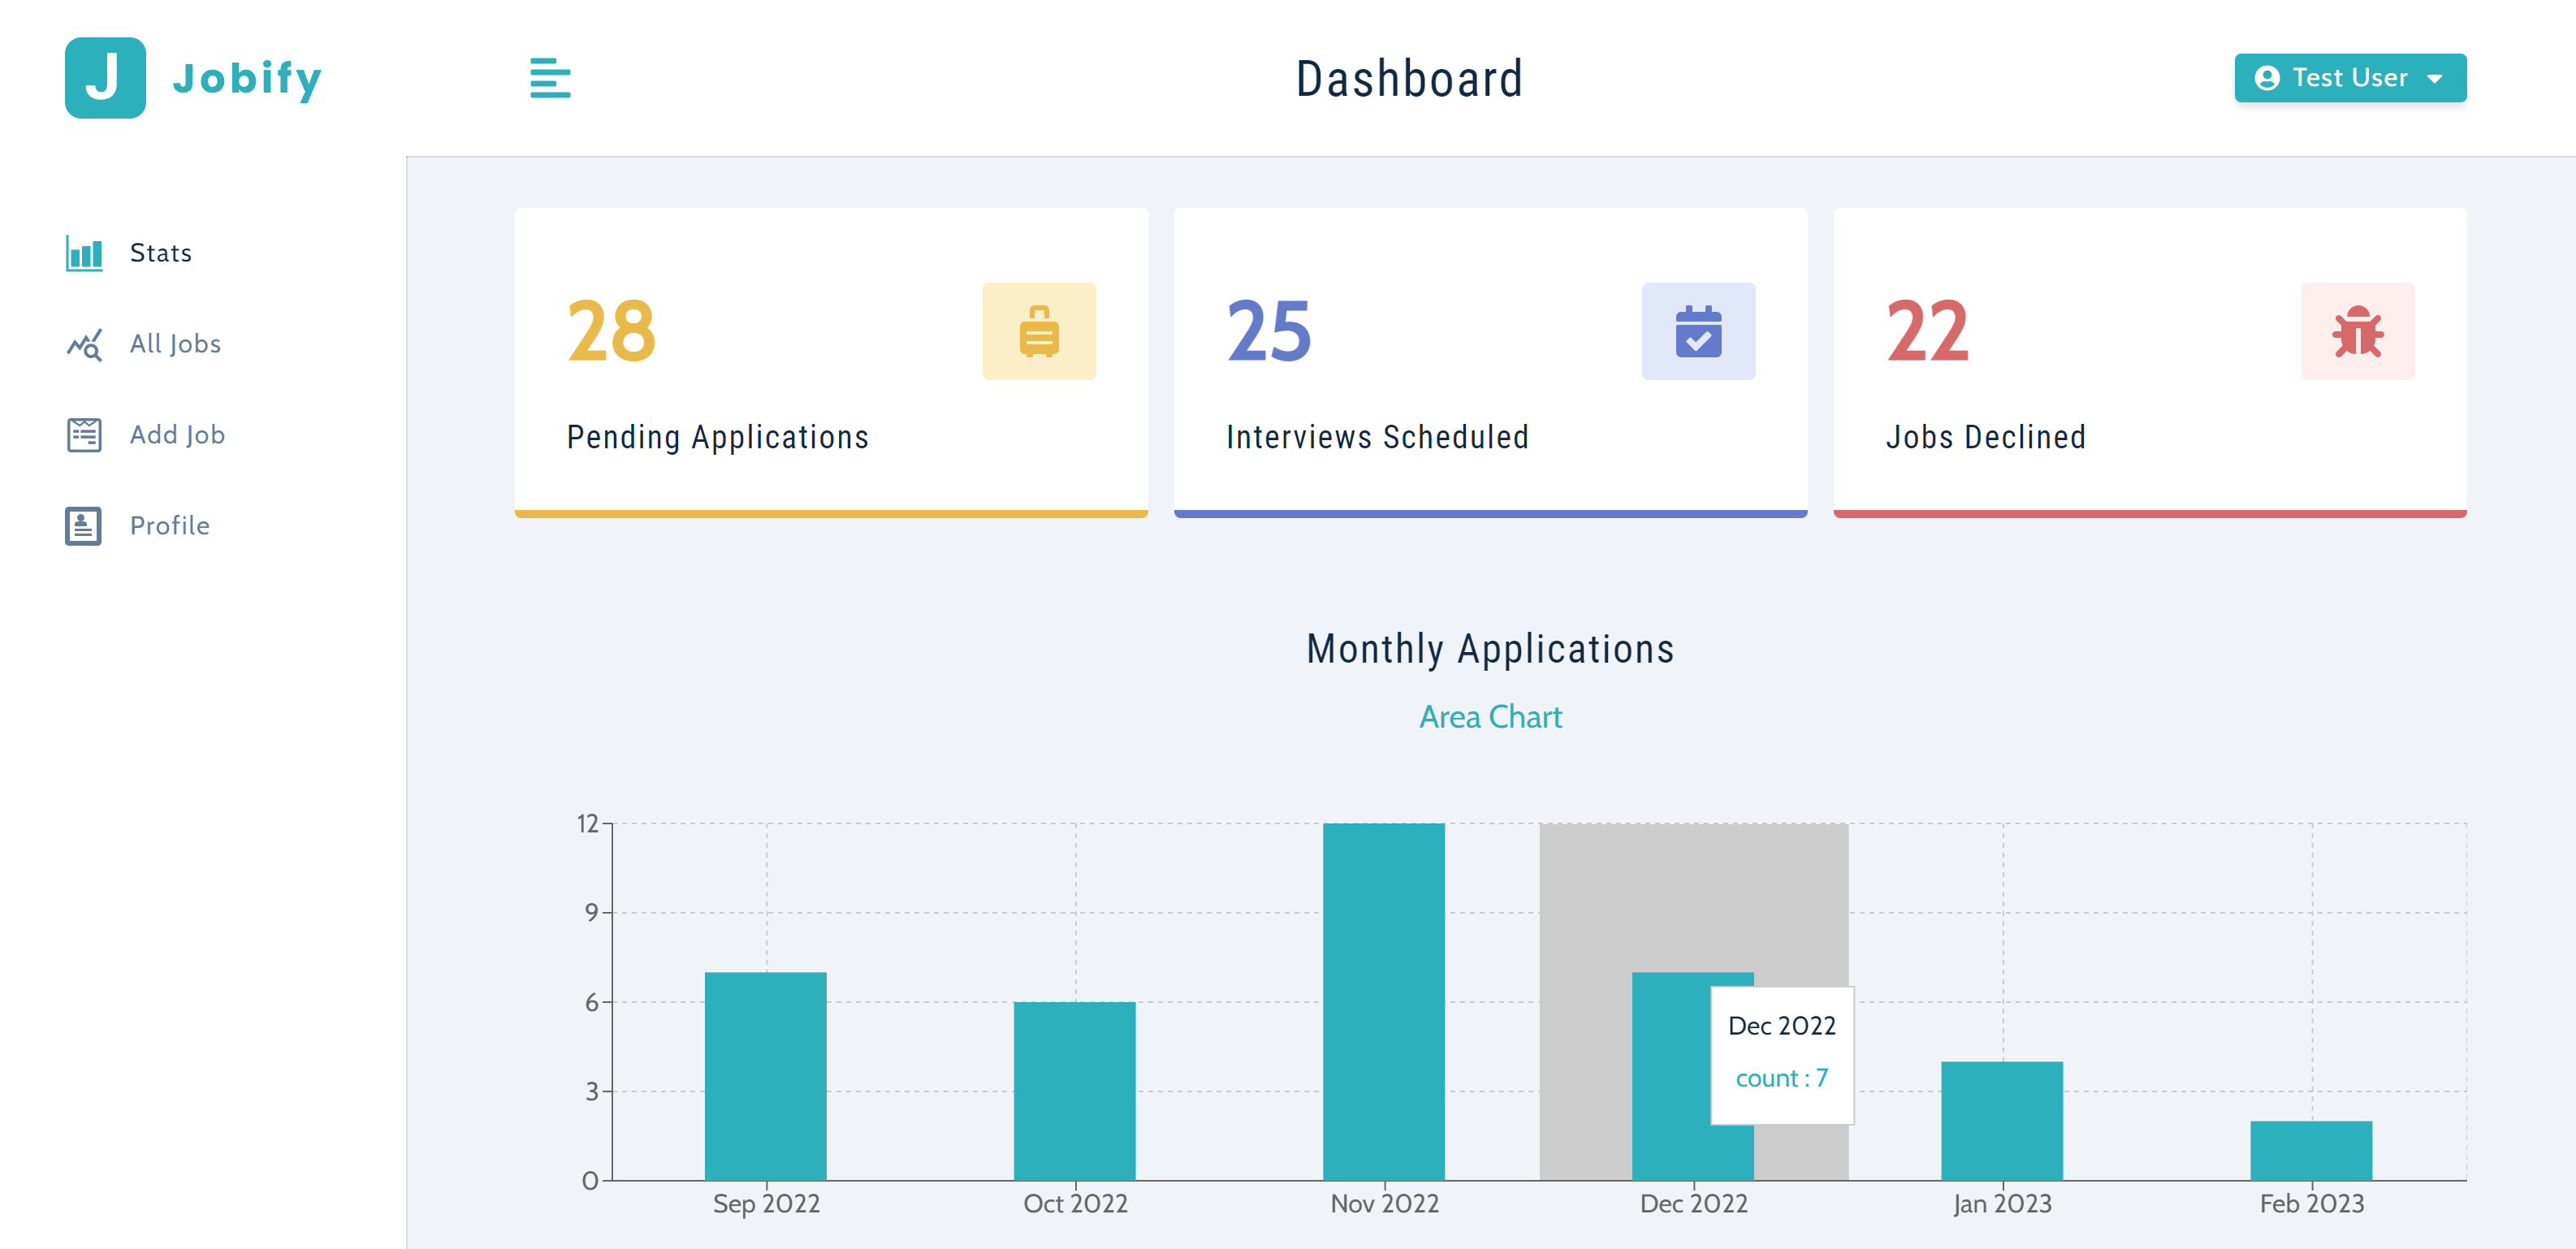 J Jobify
Dashboard
Test User
Stats
All Jobs
Add Job
Profile
28
Pending Applications
25
Interviews Scheduled
22
Jobs Declined
Monthly Applications
Area Chart
12
9
6
3
0
Dec 2022
count : 7
Sep 2022 Oct 2022 Nov 2022 Dec 2022 Jan 2023 Feb 2023